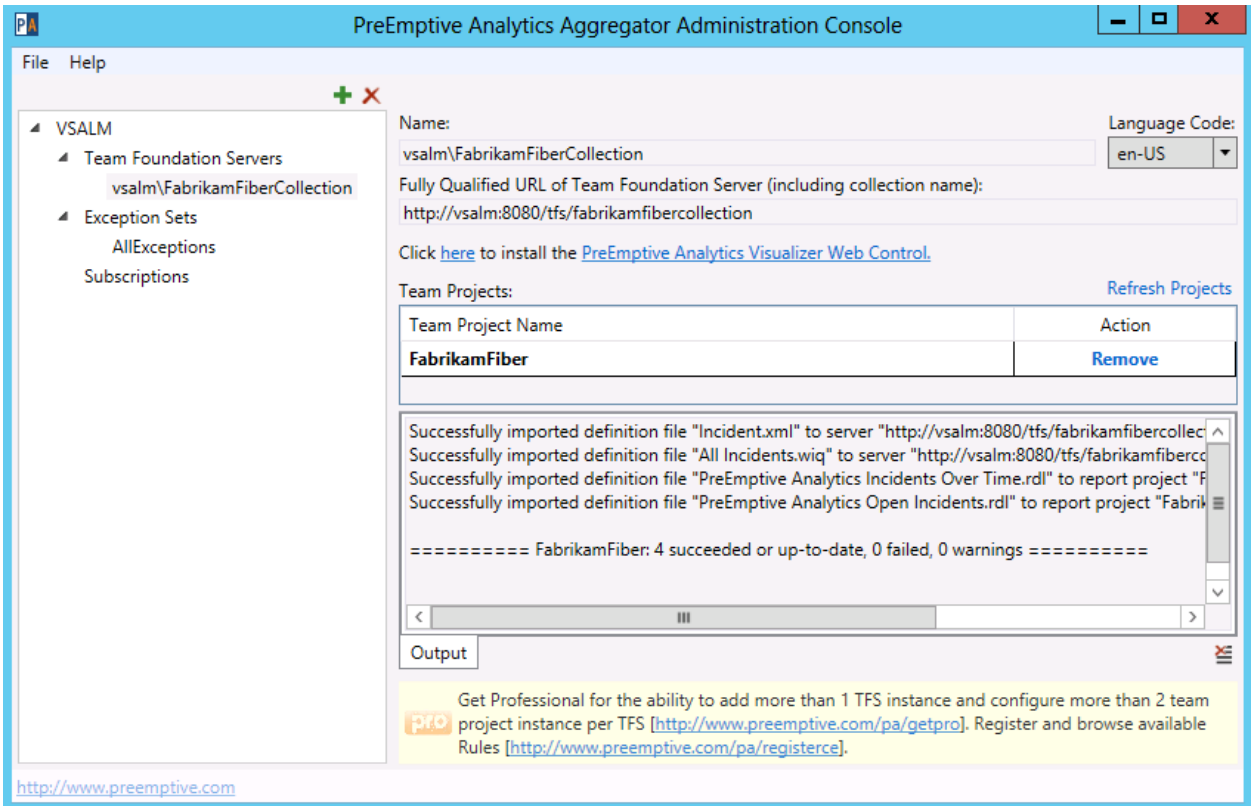 PA PreEmptive Analytics Aggregator Administration Console
File Help
VSALM
Team Foundation Servers
vsalm\FabrikamFiberCollection
Exception Sets
AllExceptions
Subscriptions
Name: Language Code:
vsalm\FabrikamFiberCollection en-US
Fully Qualified URL of Team Foundation Server (including collection name):
http://vsalm:8080/tfs/fabrikamfibercollection
Click here to install the PreEmptive Analytics Visualizer Web Control.
Team Projects: Refresh Projects
Team Project Name Action
FabrikamFiber Remove
Successfully imported definition file "Incident.xml" to server "http://vsalm:8080/tfs/fabrikamfibercollect
Successfully imported definition file "All Incidents.wiq" to server "http://vsalm:8080/tfs/fabrikamfiberco
Successfully imported definition file "PreEmptive Analytics Incidents Over Time.rdl" to report project "F
Successfully imported definition file "PreEmptive Analytics Open Incidents.rdl" to report project "Fabrik
========== FabrikamFiber: 4 succeeded or up-to-date, 0 failed, 0 warnings ==========
Output
Get Professional for the ability to add more than 1 TFS instance and configure more than 2 team
pro project instance per TFS [http://www.preemptive.com/pa/getpro]. Register and browse available
Rules [http://www.preemptive.com/pa/registerce].
http://www.preemptive.com